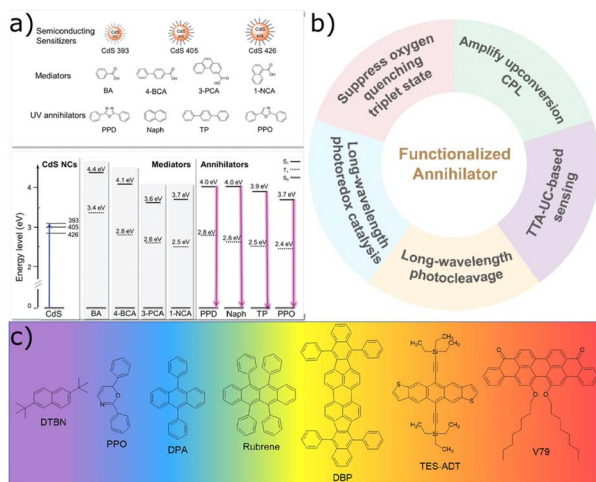 a)
Semiconducting
Sensitizers
CdS 393
CdS 405
CdS 426
Mediators
BA
4-BCA
3-PCA
1-NCA
UV annihilators
PPD
Naph
TP
PPO
CdS NCs
Mediators
Annihilators
S₁
T₁
S₀
Energy level (eV)
4
3
2
0
393
405
426
4.4 eV
3.4 eV
4.1 eV
2.8 eV
3.6 eV
2.6 eV
3.7 eV
2.5 eV
4.0 eV
2.8 eV
4.0 eV
2.6 eV
3.9 eV
2.5 eV
3.7 eV
2.4 eV
CdS
BA
4-BCA
3-PCA
1-NCA
PPD
Naph
TP
PPO
b)
Suppress oxygen
quenching
triplet state
Amplify upconversion
CPL
TTA-UC-based
sensing
Long-wavelength
photocleavage
Long-wavelength
photoredox catalysis
Functionalized
Annihilator
c)
DTBN
PPO
DPA
Rubrene
DBP
TES-ADT
V79